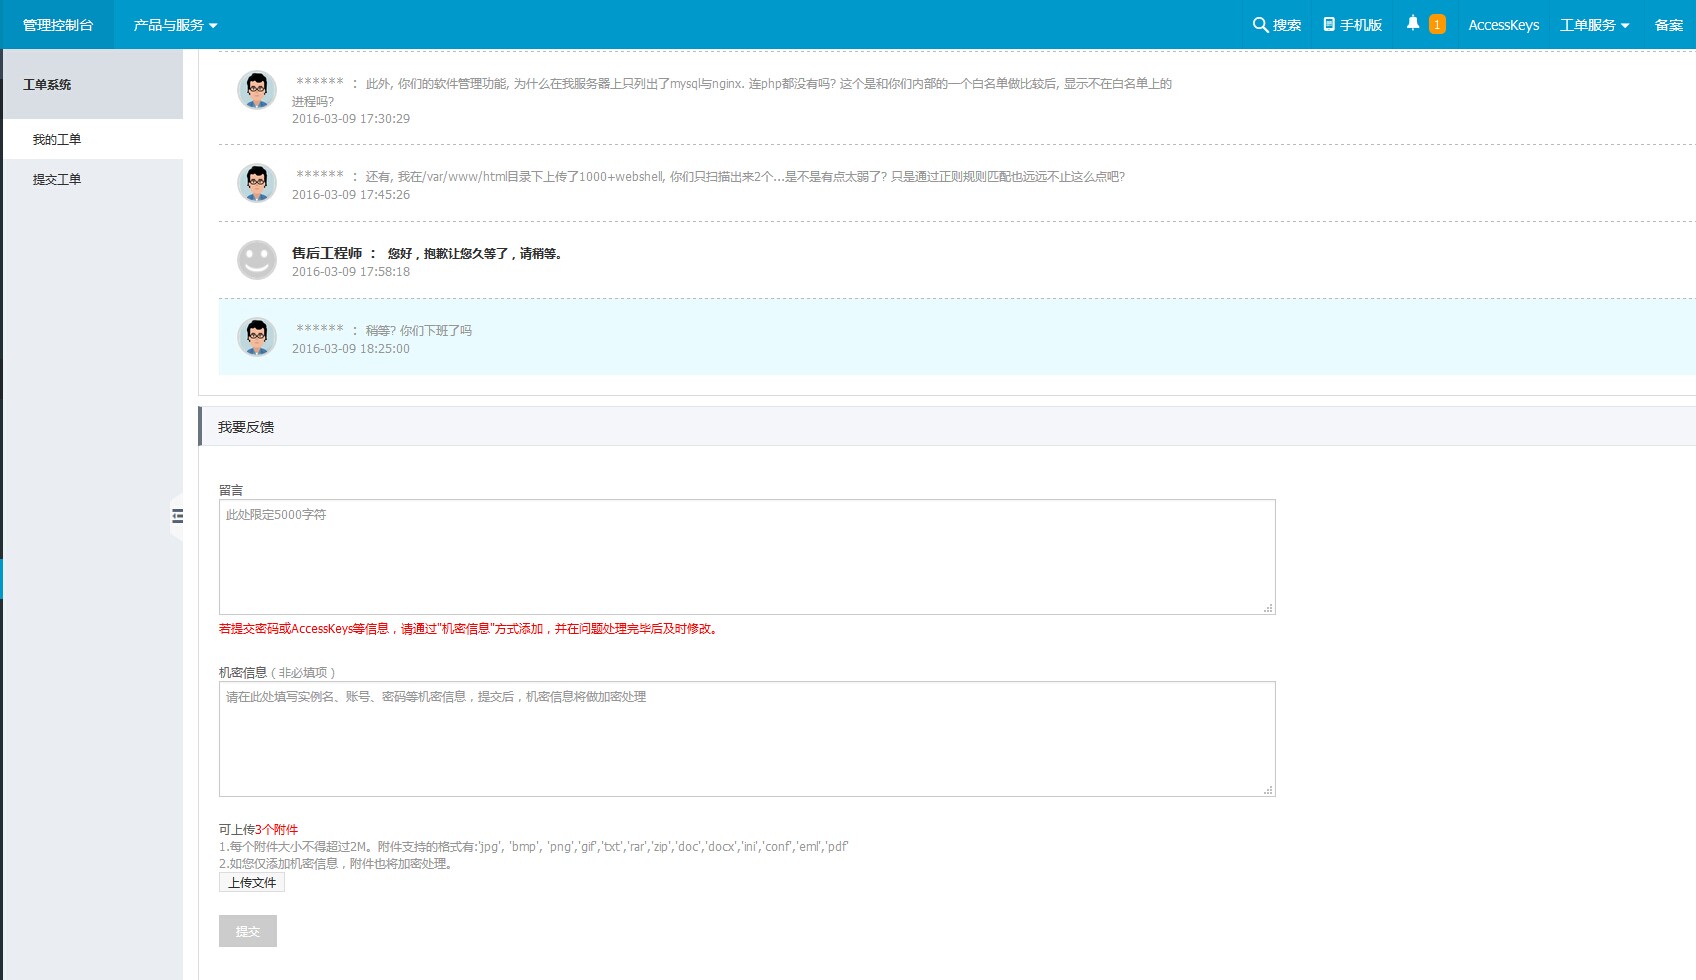 管理控制台 产品与服务 搜索 手机版 1 AccessKeys 工单服务 备案
工单系统
我的工单
提交工单
****** ： 此外, 你们的软件管理功能, 为什么在我服务器上只列出了mysql与nginx. 连php都没有吗? 这个是和你们内部的一个白名单做比较后, 显示不在白名单上的
进程吗?
2016-03-09 17:30:29
****** ： 还有, 我在/var/www/html目录下上传了1000+webshell, 你们只扫描出来2个...是不是有点太弱了? 只是通过正则规则匹配也远远不止这么点吧?
2016-03-09 17:45:26
售后工程师 ： 您好，抱歉让您久等了，请稍等。
2016-03-09 17:58:18
****** ： 稍等? 你们下班了吗
2016-03-09 18:25:00
我要反馈
留言
此处限定5000字符
若提交密码或AccessKeys等信息，请通过"机密信息"方式添加，并在问题处理完毕后及时修改。
机密信息（非必填项）
请在此处填写实例名、账号、密码等机密信息，提交后，机密信息将做加密处理
可上传3个附件
1.每个附件大小不得超过2M。附件支持的格式有:'jpg', 'bmp', 'png','gif','txt','rar','zip','doc','docx','ini','conf','eml','pdf'
2.如您仅添加机密信息，附件也将加密处理。
上传文件
提交